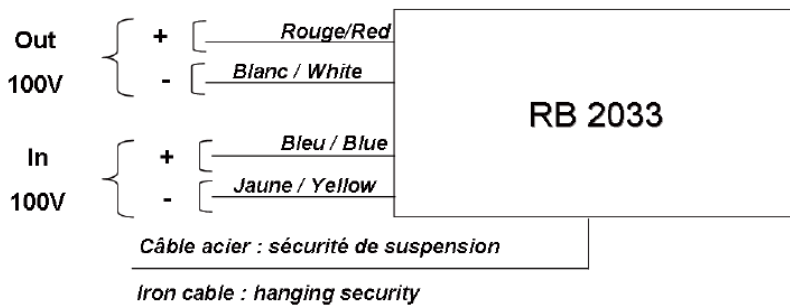 Out
100V
+ Rouge/Red
- Blanc / White
RB 2033
In
100V
+ Bleu / Blue
- Jaune / Yellow
Câble acier : sécurité de suspension
Iron cable : hanging security